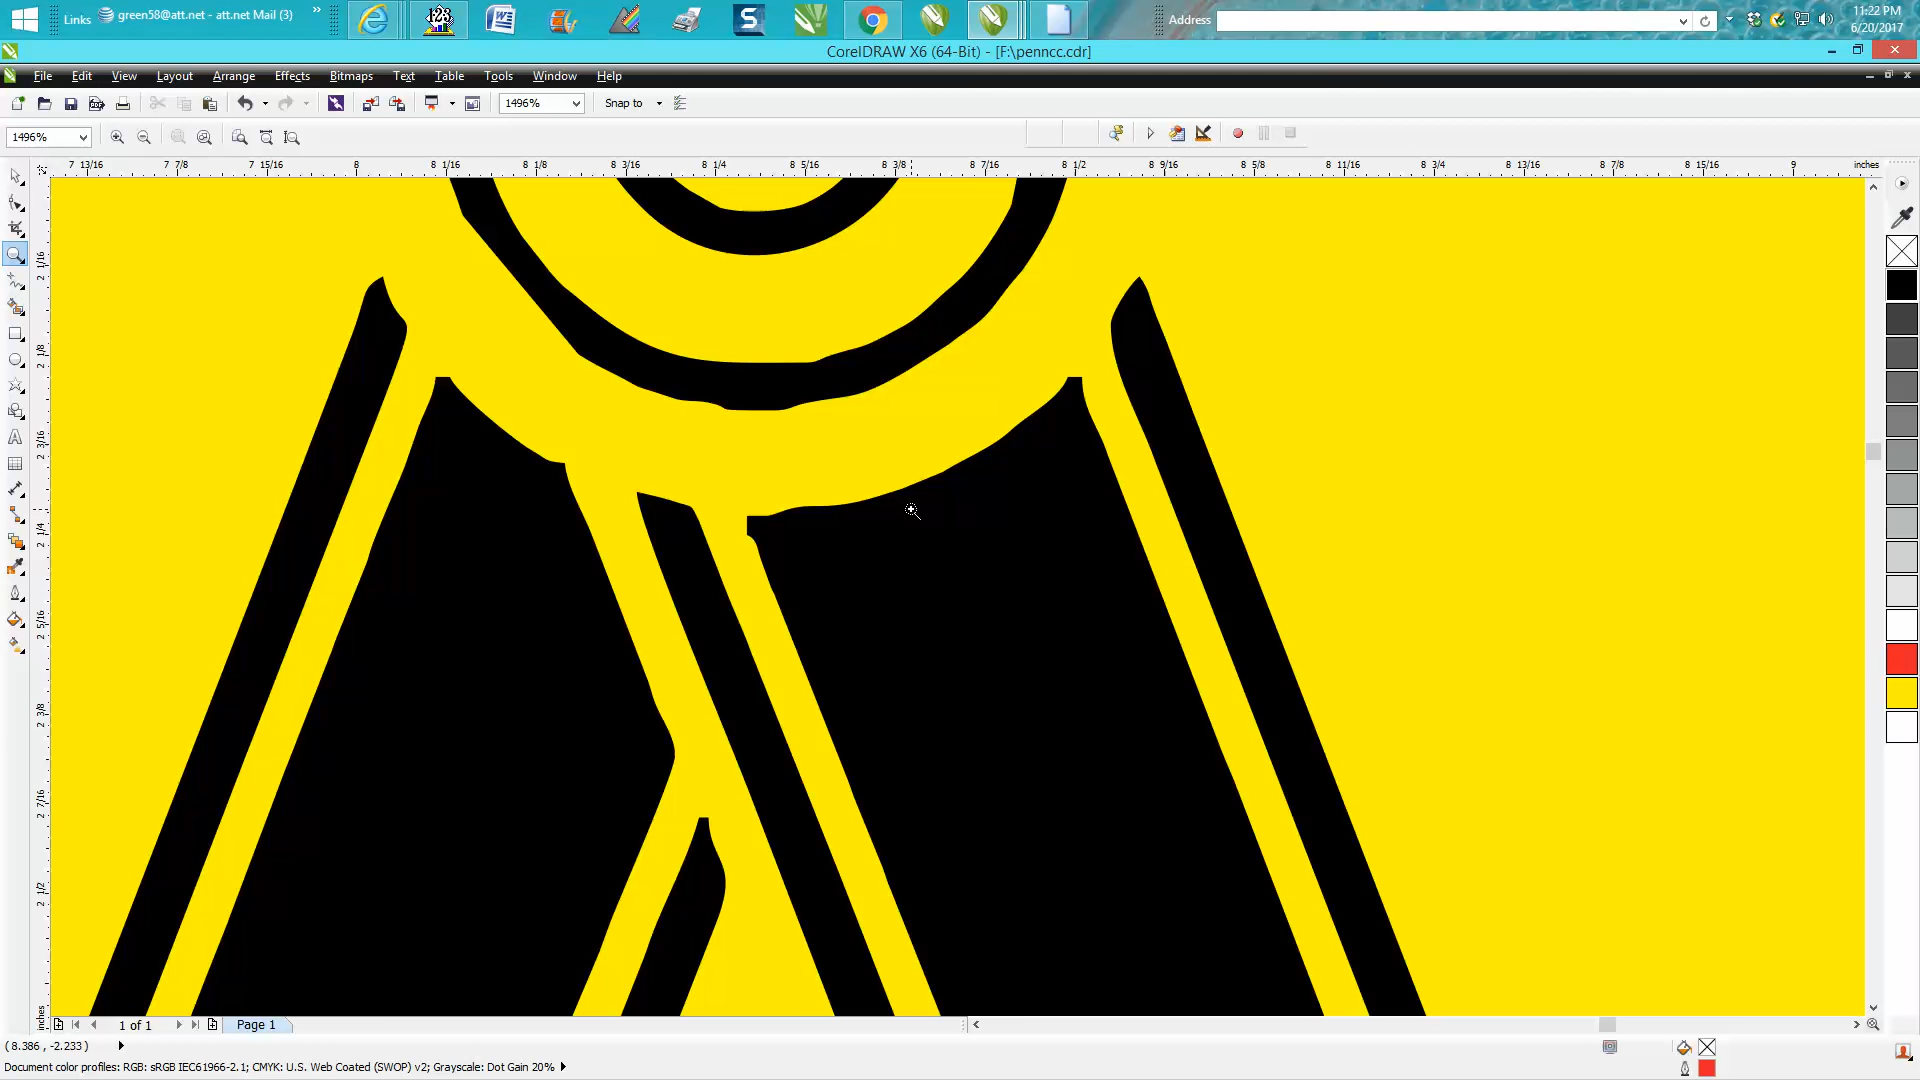 Links green58@att.net - att.net Mail (3) »
123
W
S
Address
11:22 PM
6/20/2017
CorelDRAW X6 (64-Bit) - [F:\penncc.cdr]
File Edit View Layout Arrange Effects Bitmaps Text Table Tools Window Help
1496% Snap to
1496%
7 13/16 7 7/8 7 15/16 8 8 1/16 8 1/8 8 3/16 8 1/4 8 5/16 8 3/8 8 7/16 8 1/2 8 9/16 8 5/8 8 11/16 8 3/4 8 13/16 8 7/8 8 15/16 9 inches
2 1/16
2 1/8
2 3/16
2 1/4
2 5/16
2 3/8
2 7/16
2 1/2
inches
1 of 1 Page 1
( 8.386 , -2.233 )
Document color profiles: RGB: sRGB IEC61966-2.1; CMYK: U.S. Web Coated (SWOP) v2; Grayscale: Dot Gain 20%